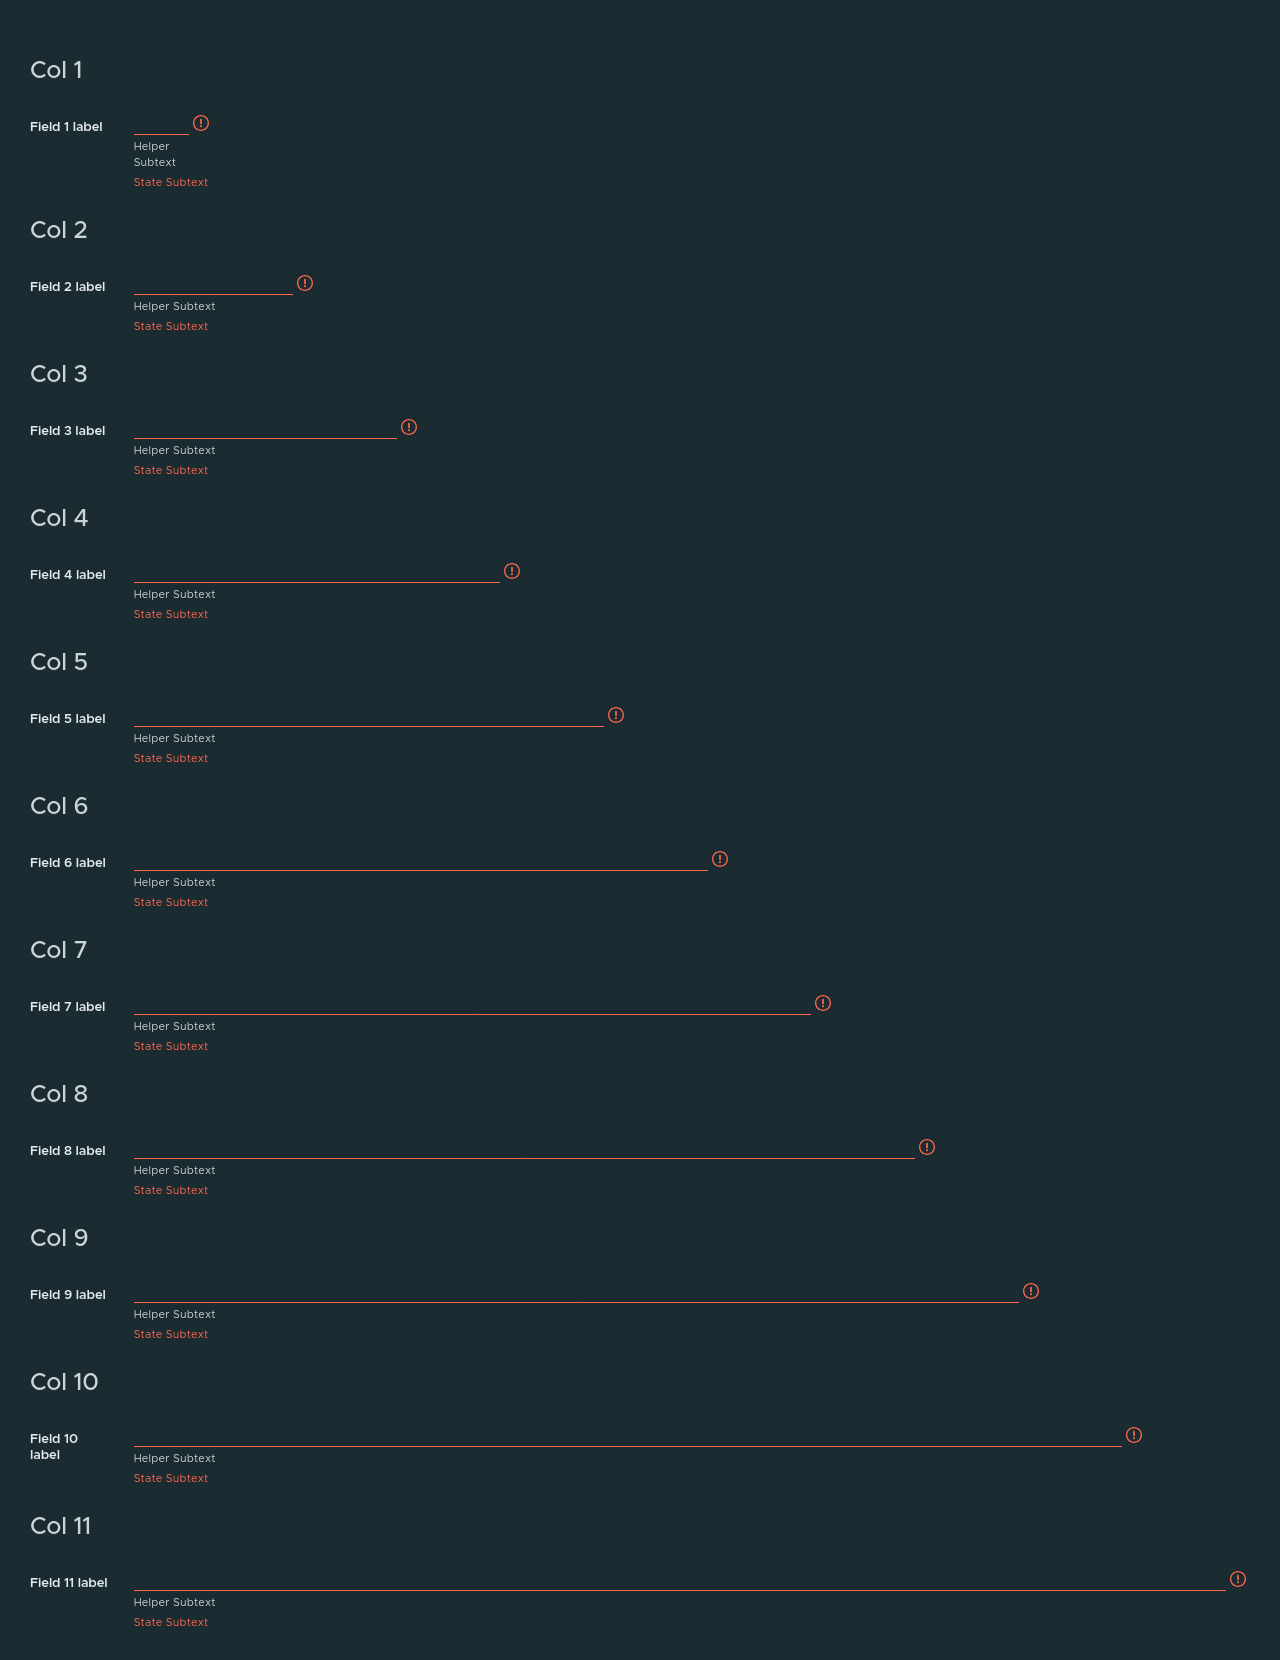 Col 1
Field 1 label
Helper
Subtext
State Subtext
Col 2
Field 2 label
Helper Subtext
State Subtext
Col 3
Field 3 label
Helper Subtext
State Subtext
Col 4
Field 4 label
Helper Subtext
State Subtext
Col 5
Field 5 label
Helper Subtext
State Subtext
Col 6
Field 6 label
Helper Subtext
State Subtext
Col 7
Field 7 label
Helper Subtext
State Subtext
Col 8
Field 8 label
Helper Subtext
State Subtext
Col 9
Field 9 label
Helper Subtext
State Subtext
Col 10
Field 10
label
Helper Subtext
State Subtext
Col 11
Field 11 label
Helper Subtext
State Subtext